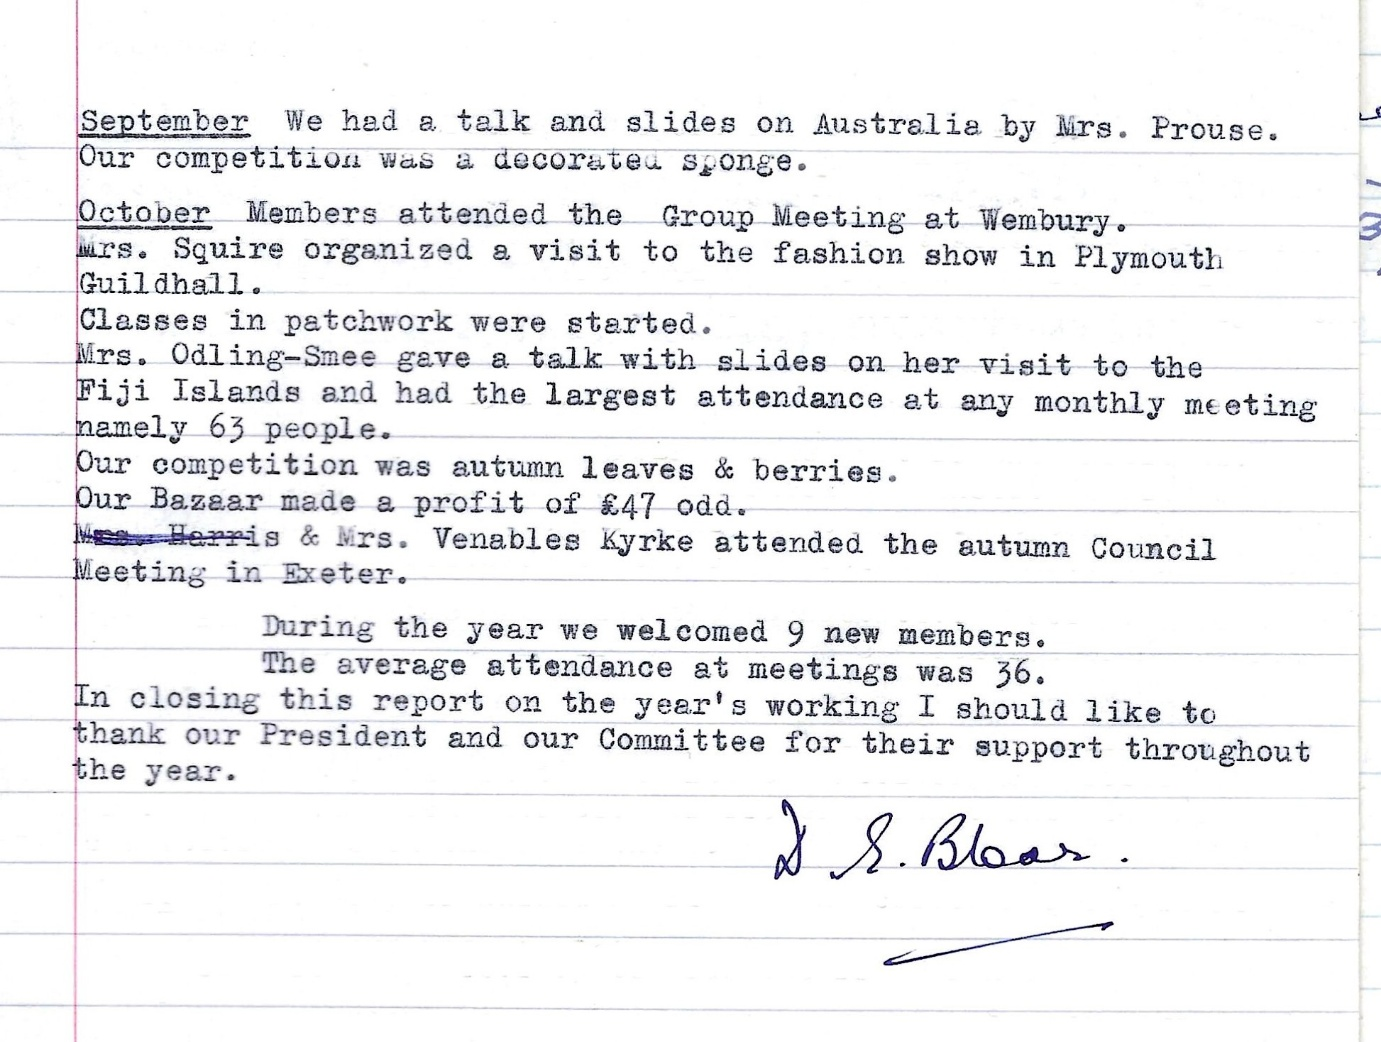 September We had a talk and slides on Australia by Mrs. Prouse.
Our competition was a decorated sponge.
October Members attended the Group Meeting at Wembury.
Mrs. Squire organized a visit to the fashion show in Plymouth
Guildhall.
Classes in patchwork were started.
Mrs. Odling-Smee gave a talk with slides on her visit to the
Fiji Islands and had the largest attendance at any monthly meeting
namely 63 people.
Our competition was autumn leaves & berries.
Our Bazaar made a profit of £47 odd.
Mrs. Harris & Mrs. Venables Kyrke attended the autumn Council
Meeting in Exeter.
During the year we welcomed 9 new members.
The average attendance at meetings was 36.
In closing this report on the year's working I should like to
thank our President and our Committee for their support throughout
the year.
D E.